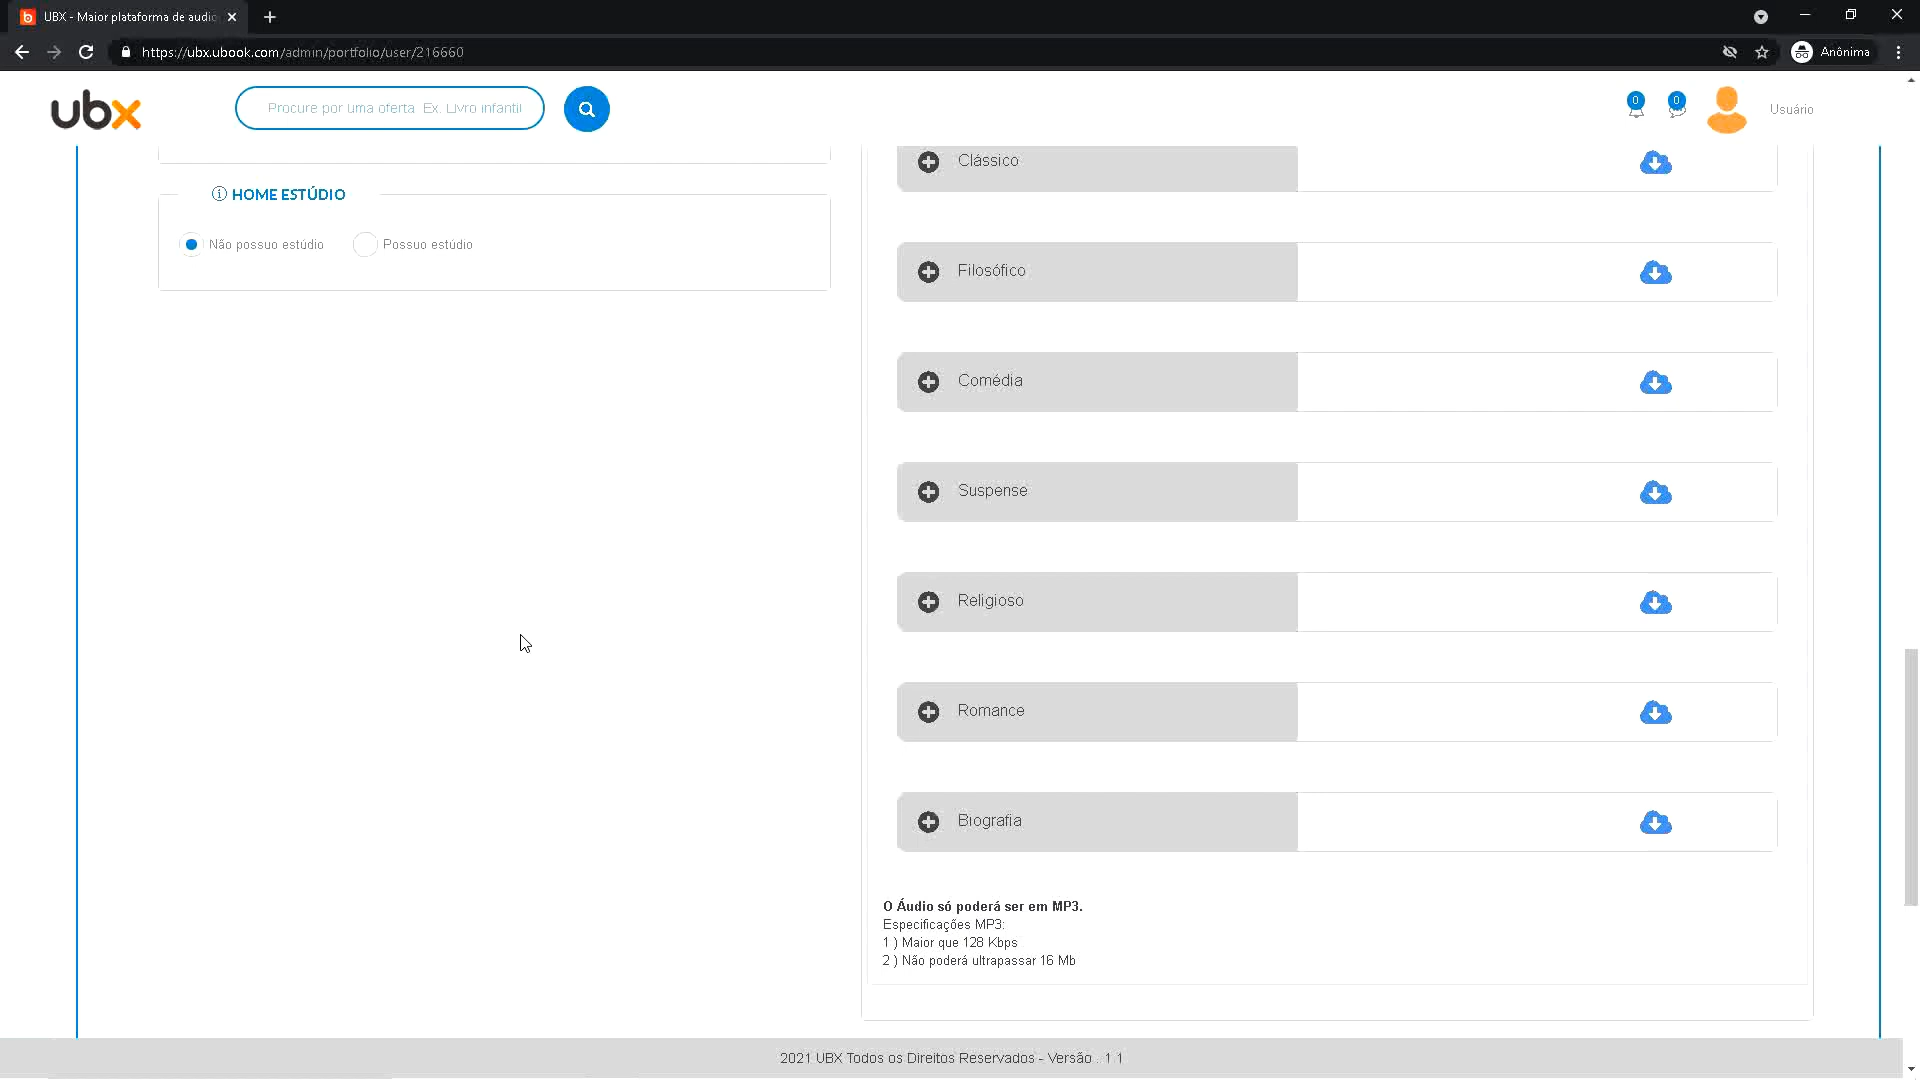 UBX - Maior plataforma de audio
https://ubx.ubook.com/admin/portfolio/user/216660
Anônima
ubx
Procure por uma oferta. Ex. Livro infantil
0
0
Usuário
Clássico
HOME ESTÚDIO
Não possuo estúdio
Possuo estúdio
Filosófico
Comédia
Suspense
Religioso
Romance
Biografia
O Áudio só poderá ser em MP3.
Especificações MP3:
1 ) Maior que 128 Kbps
2 ) Não poderá ultrapassar 16 Mb
2021 UBX Todos os Direitos Reservados - Versão . 1.1